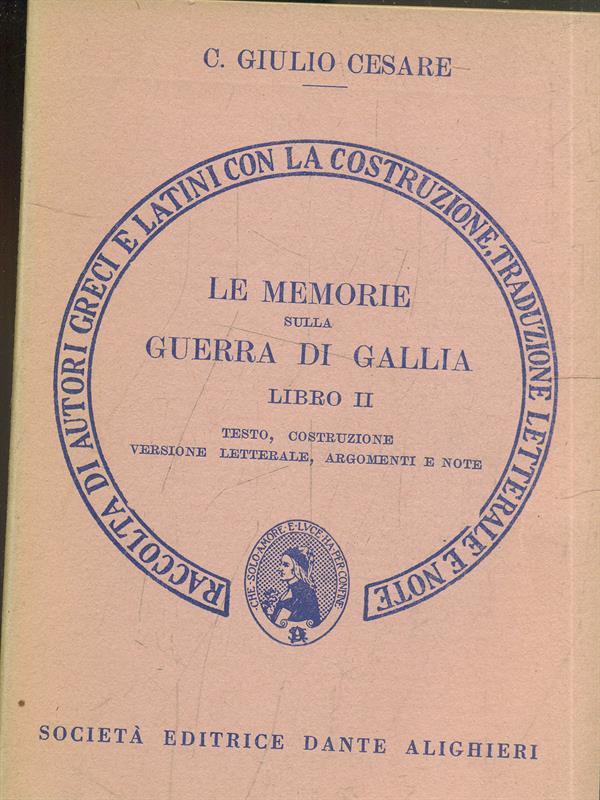 C. GIULIO CESARE
RACCOLTA DI AUTORI GRECI E LATINI CON LA COSTRUZIONE, TRADUZIONE LETTERALE E NOTE
LE MEMORIE
SULLA
GUERRA DI GALLIA
LIBRO II
TESTO, COSTRUZIONE
VERSIONE LETTERALE, ARGOMENTI E NOTE
CHE·SOLO·AMORE·E·LVCE·HA·PER·CONFINE
SOCIETÀ EDITRICE DANTE ALIGHIERI